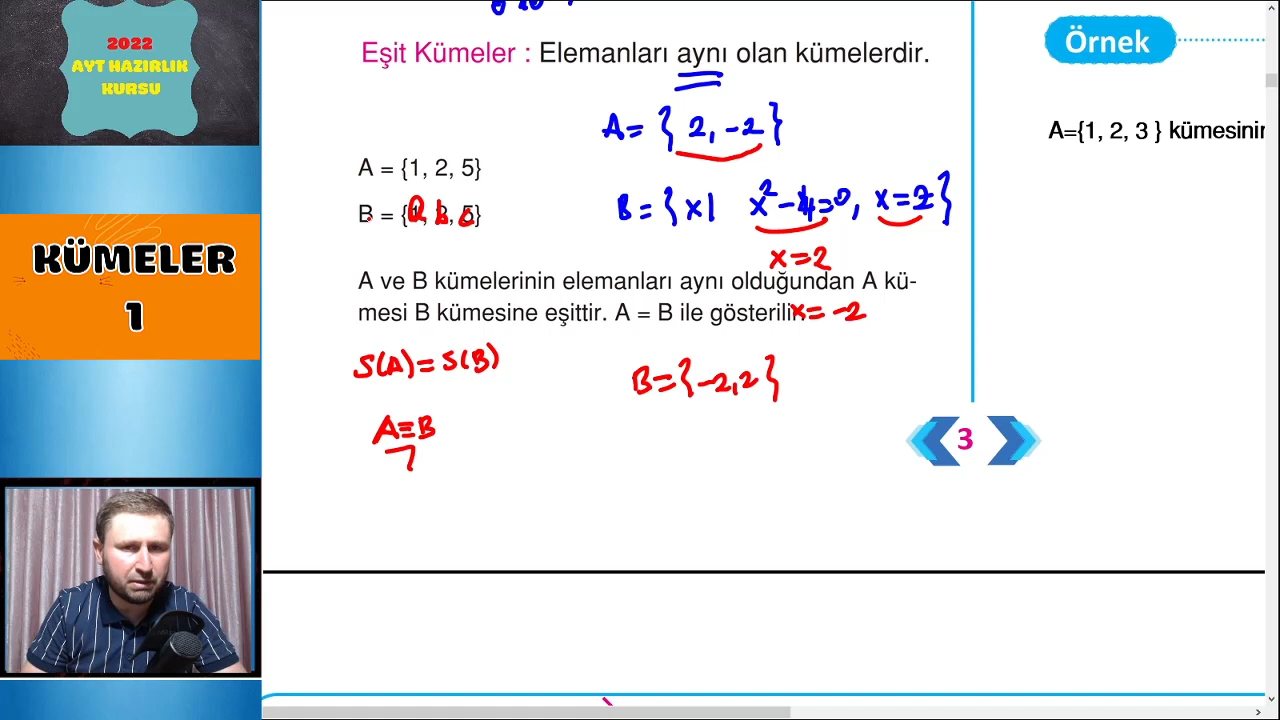 2022
AYT HAZIRLIK
KURSU
KÜMELER
1
Eşit Kümeler : Elemanları aynı olan kümelerdir.
A = { 2, -2 }
A = {1, 2, 5}
B = { x | x² - 4 = 0, x = z }
B = {1, 2, 5}
a b c
x = 2
A ve B kümelerinin elemanları aynı olduğundan A kü-
mesi B kümesine eşittir. A = B ile gösterilir.
x = -2
S(A) = S(B)
B = { -2, 2 }
A ≡ B
3
Örnek
A={1, 2, 3 } kümesinin